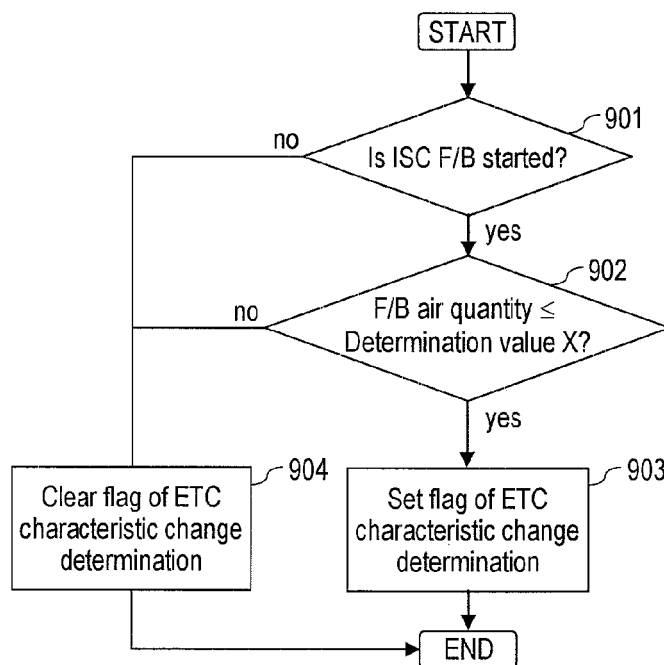 START
901
no
Is ISC F/B started?
yes
902
no
F/B air quantity ≤
Determination value X?
yes
904
903
Clear flag of ETC
characteristic change
determination
Set flag of ETC
characteristic change
determination
END